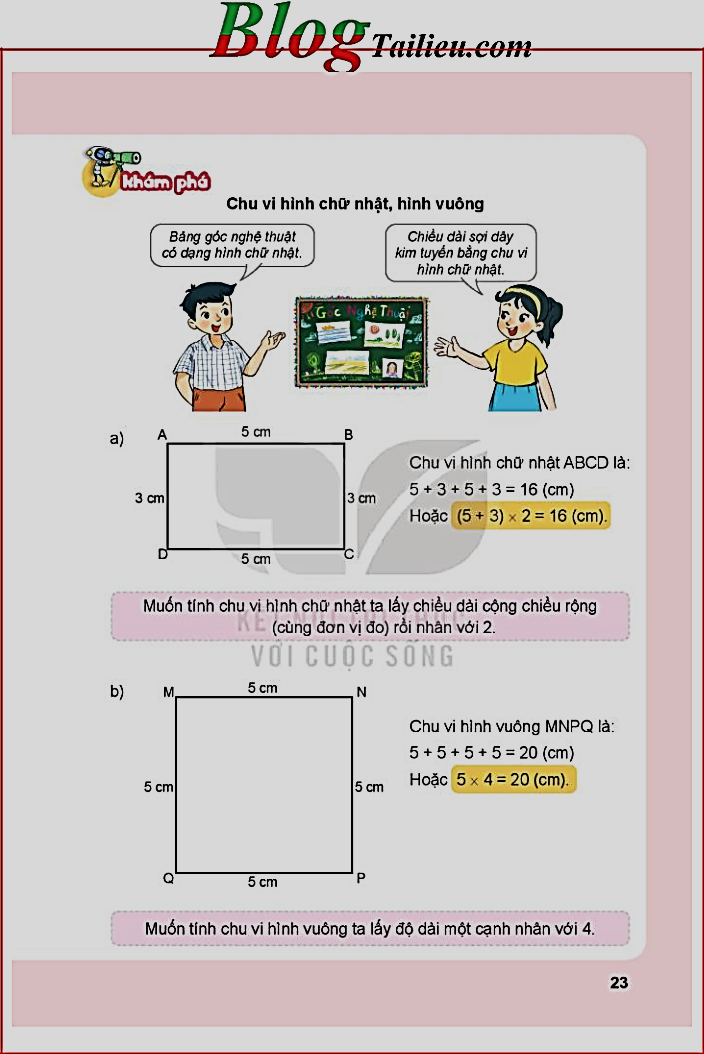 Blog Tailieu.com
Khám phá
Chu vi hình chữ nhật, hình vuông
Bảng góc nghệ thuật
có dạng hình chữ nhật.
Chiều dài sợi dây
kim tuyến bằng chu vi
hình chữ nhật.
Góc Nghệ Thuật
a)
A
5 cm
B
3 cm
3 cm
D
5 cm
C
Chu vi hình chữ nhật ABCD là:
5 + 3 + 5 + 3 = 16 (cm)
Hoặc (5 + 3) × 2 = 16 (cm).
Muốn tính chu vi hình chữ nhật ta lấy chiều dài cộng chiều rộng
(cùng đơn vị đo) rồi nhân với 2.
KẾT NỐI TRI THỨC
VỚI CUỘC SỐNG
b)
M
5 cm
N
5 cm
5 cm
Q
5 cm
P
Chu vi hình vuông MNPQ là:
5 + 5 + 5 + 5 = 20 (cm)
Hoặc 5 × 4 = 20 (cm).
Muốn tính chu vi hình vuông ta lấy độ dài một cạnh nhân với 4.
23